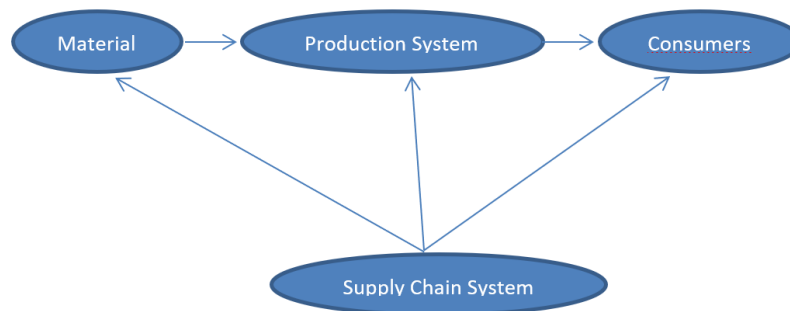 Material
Production System
Consumers
Supply Chain System